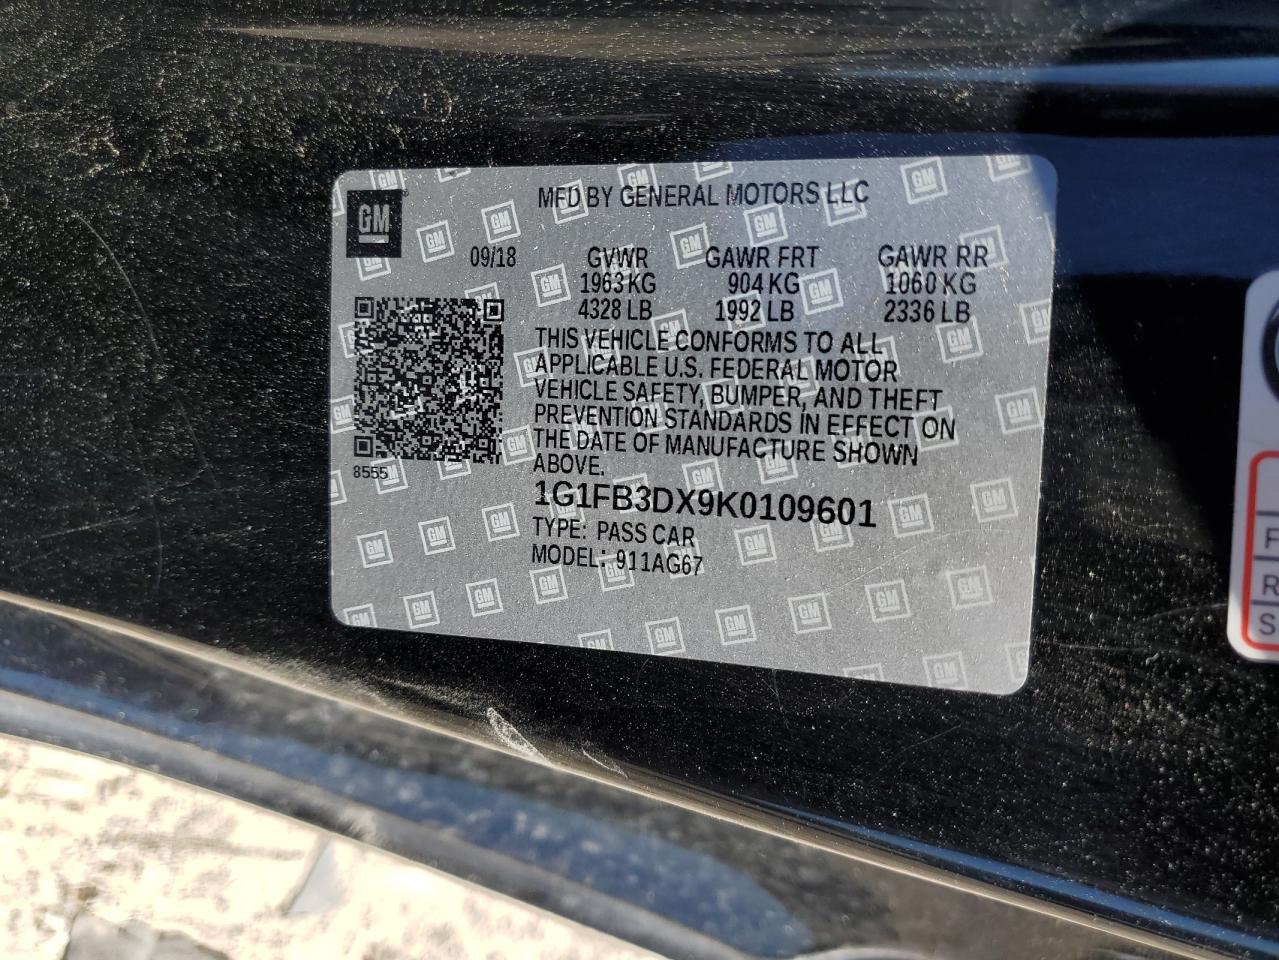 GM
MFD BY GENERAL MOTORS LLC
09/18 GVWR GAWR FRT GAWR RR
1963 KG 904 KG 1060 KG
4328 LB 1992 LB 2336 LB
THIS VEHICLE CONFORMS TO ALL
APPLICABLE U.S. FEDERAL MOTOR
VEHICLE SAFETY, BUMPER, AND THEFT
PREVENTION STANDARDS IN EFFECT ON
THE DATE OF MANUFACTURE SHOWN
ABOVE.
8555
1G1FB3DX9K0109601
TYPE: PASS CAR
MODEL: 911AG67
F
R
S